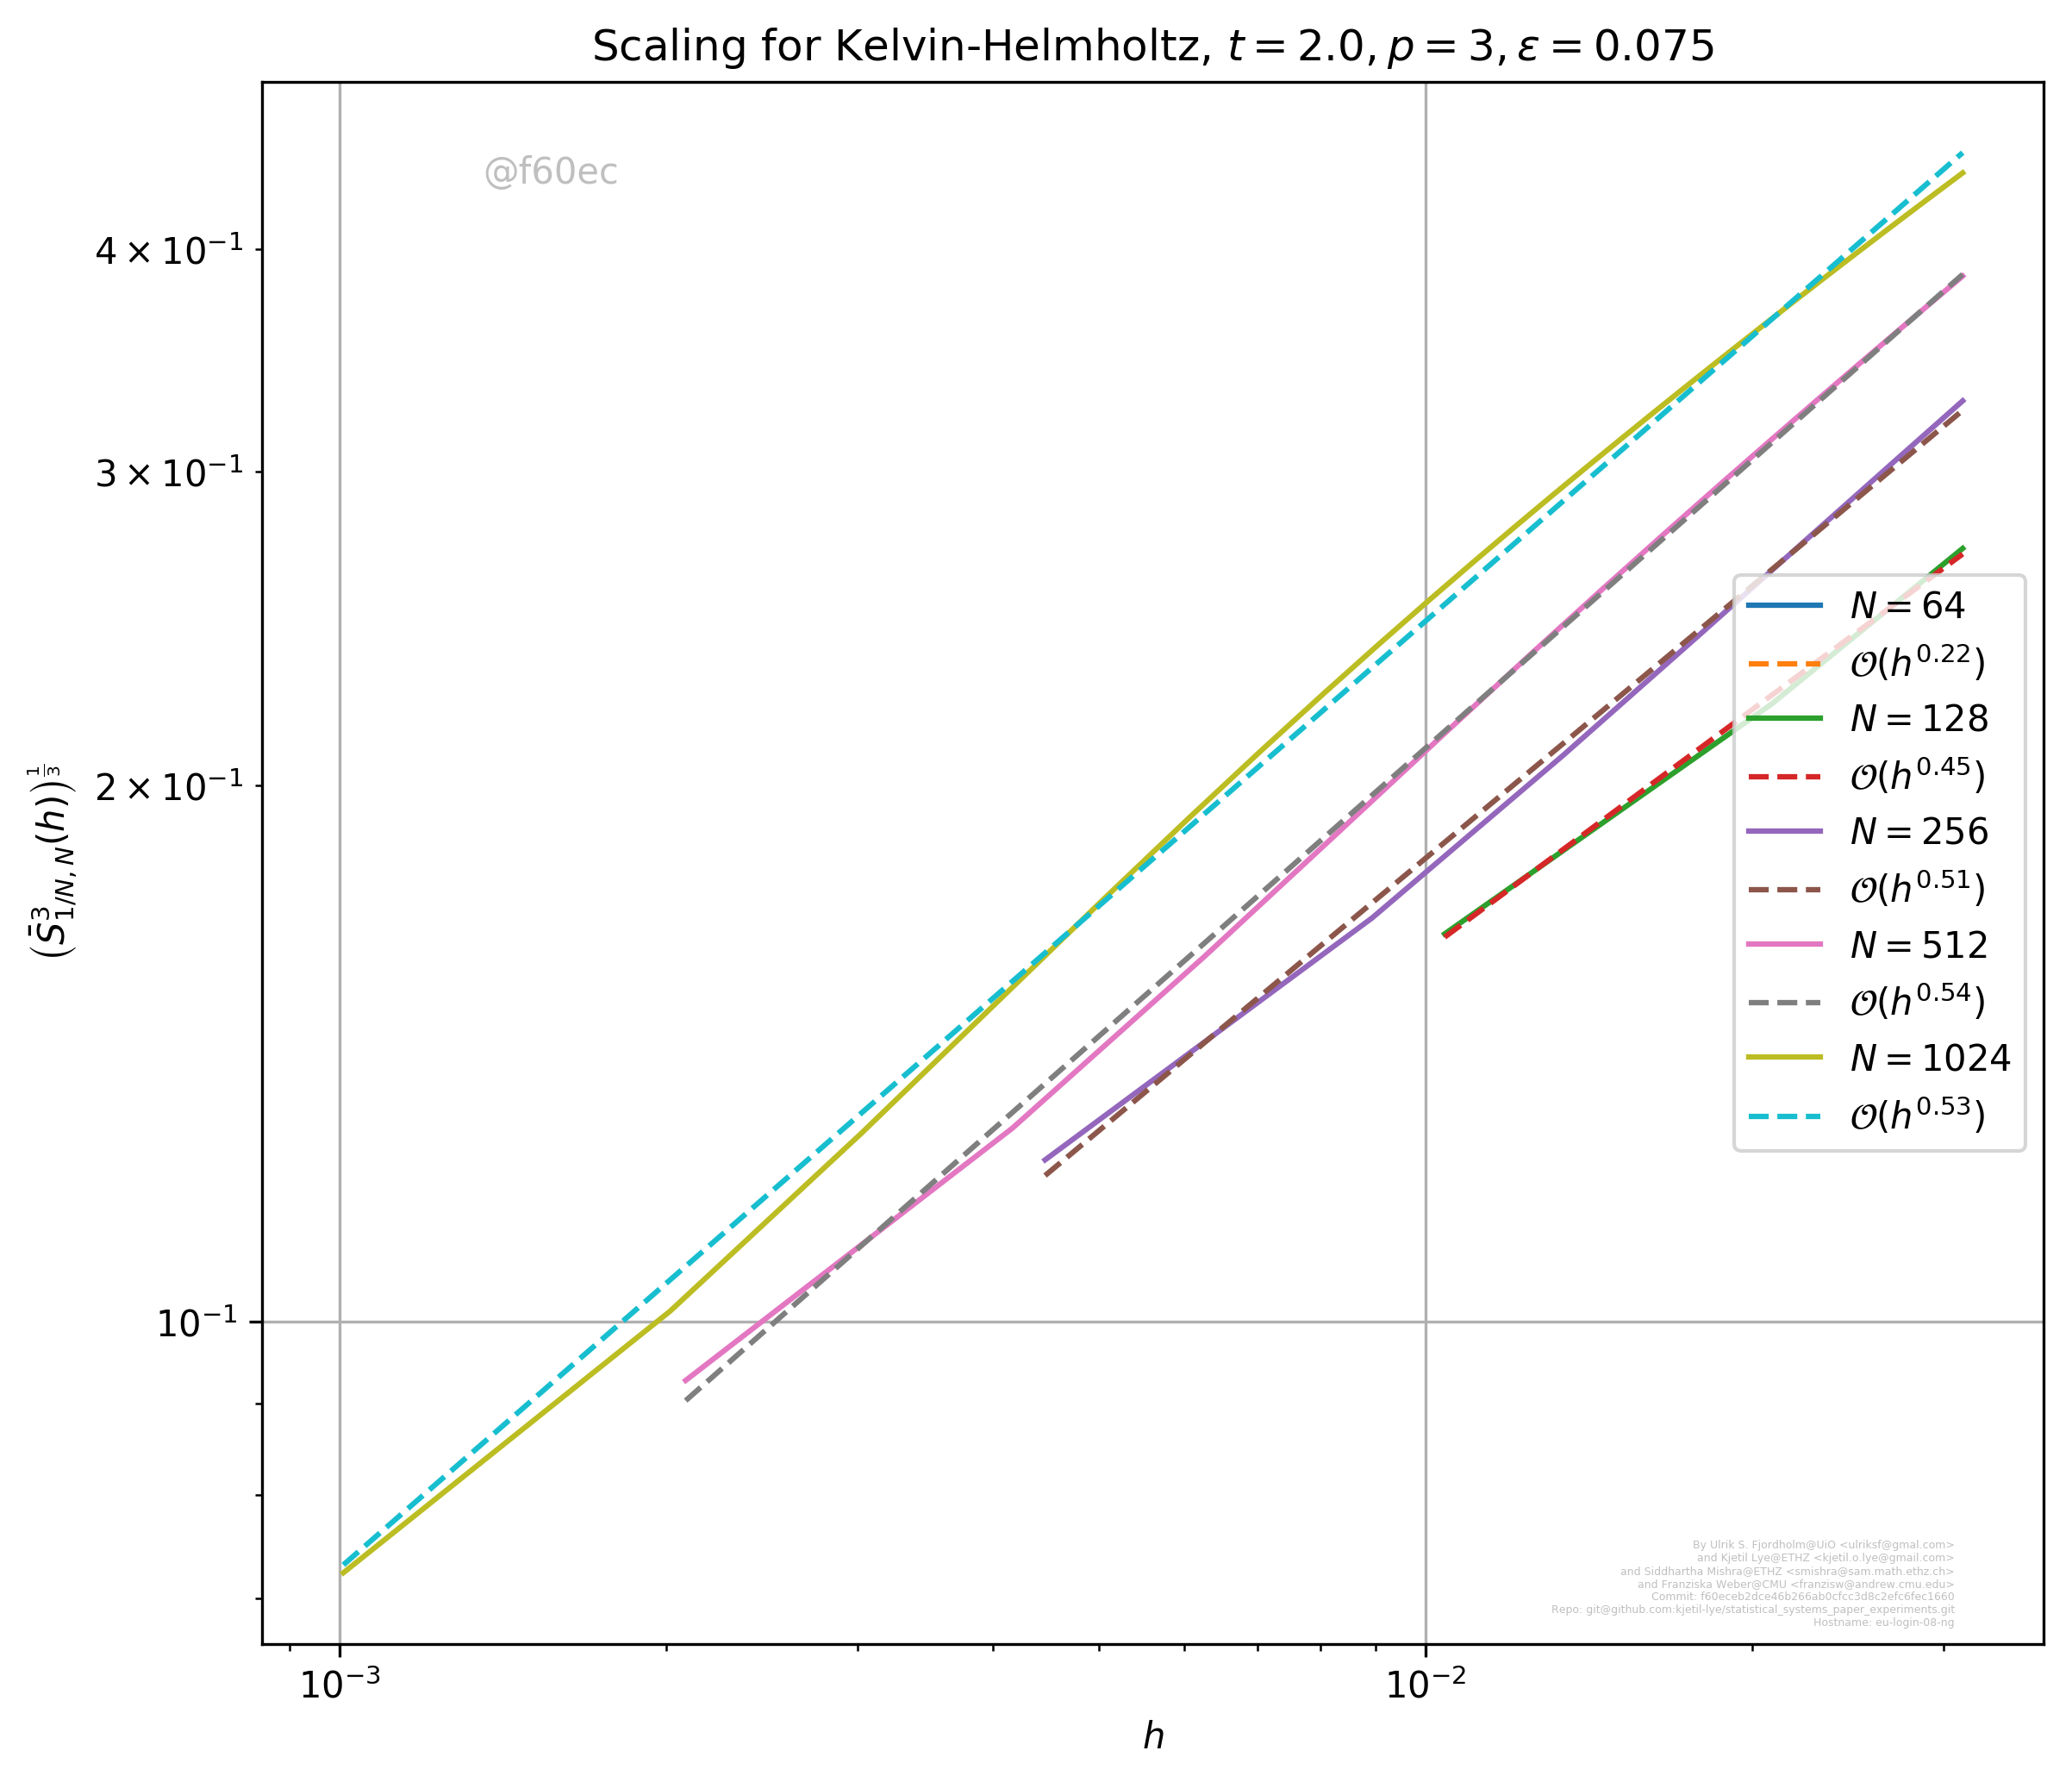 Scaling for Kelvin-Helmholtz, t = 2.0, p = 3, ε = 0.075
@f60ec
4 × 10⁻¹
3 × 10⁻¹
2 × 10⁻¹
10⁻¹
(S̄³₁/N, N(h))^(1/3)
N = 64
𝒪(h^0.22)
N = 128
𝒪(h^0.45)
N = 256
𝒪(h^0.51)
N = 512
𝒪(h^0.54)
N = 1024
𝒪(h^0.53)
By Ulrik S. Fjordholm@UiO <ulriksf@gmal.com>
and Kjetil Lye@ETHZ <kjetil.o.lye@gmail.com>
and Siddhartha Mishra@ETHZ <smishra@sam.math.ethz.ch>
and Franziska Weber@CMU <franzisw@andrew.cmu.edu>
Commit: f60eceb2dce46b266ab0cfcc3d8c2efc6fec1660
Repo: git@github.com:kjetil-lye/statistical_systems_paper_experiments.git
Hostname: eu-login-08-ng
10⁻³
10⁻²
h